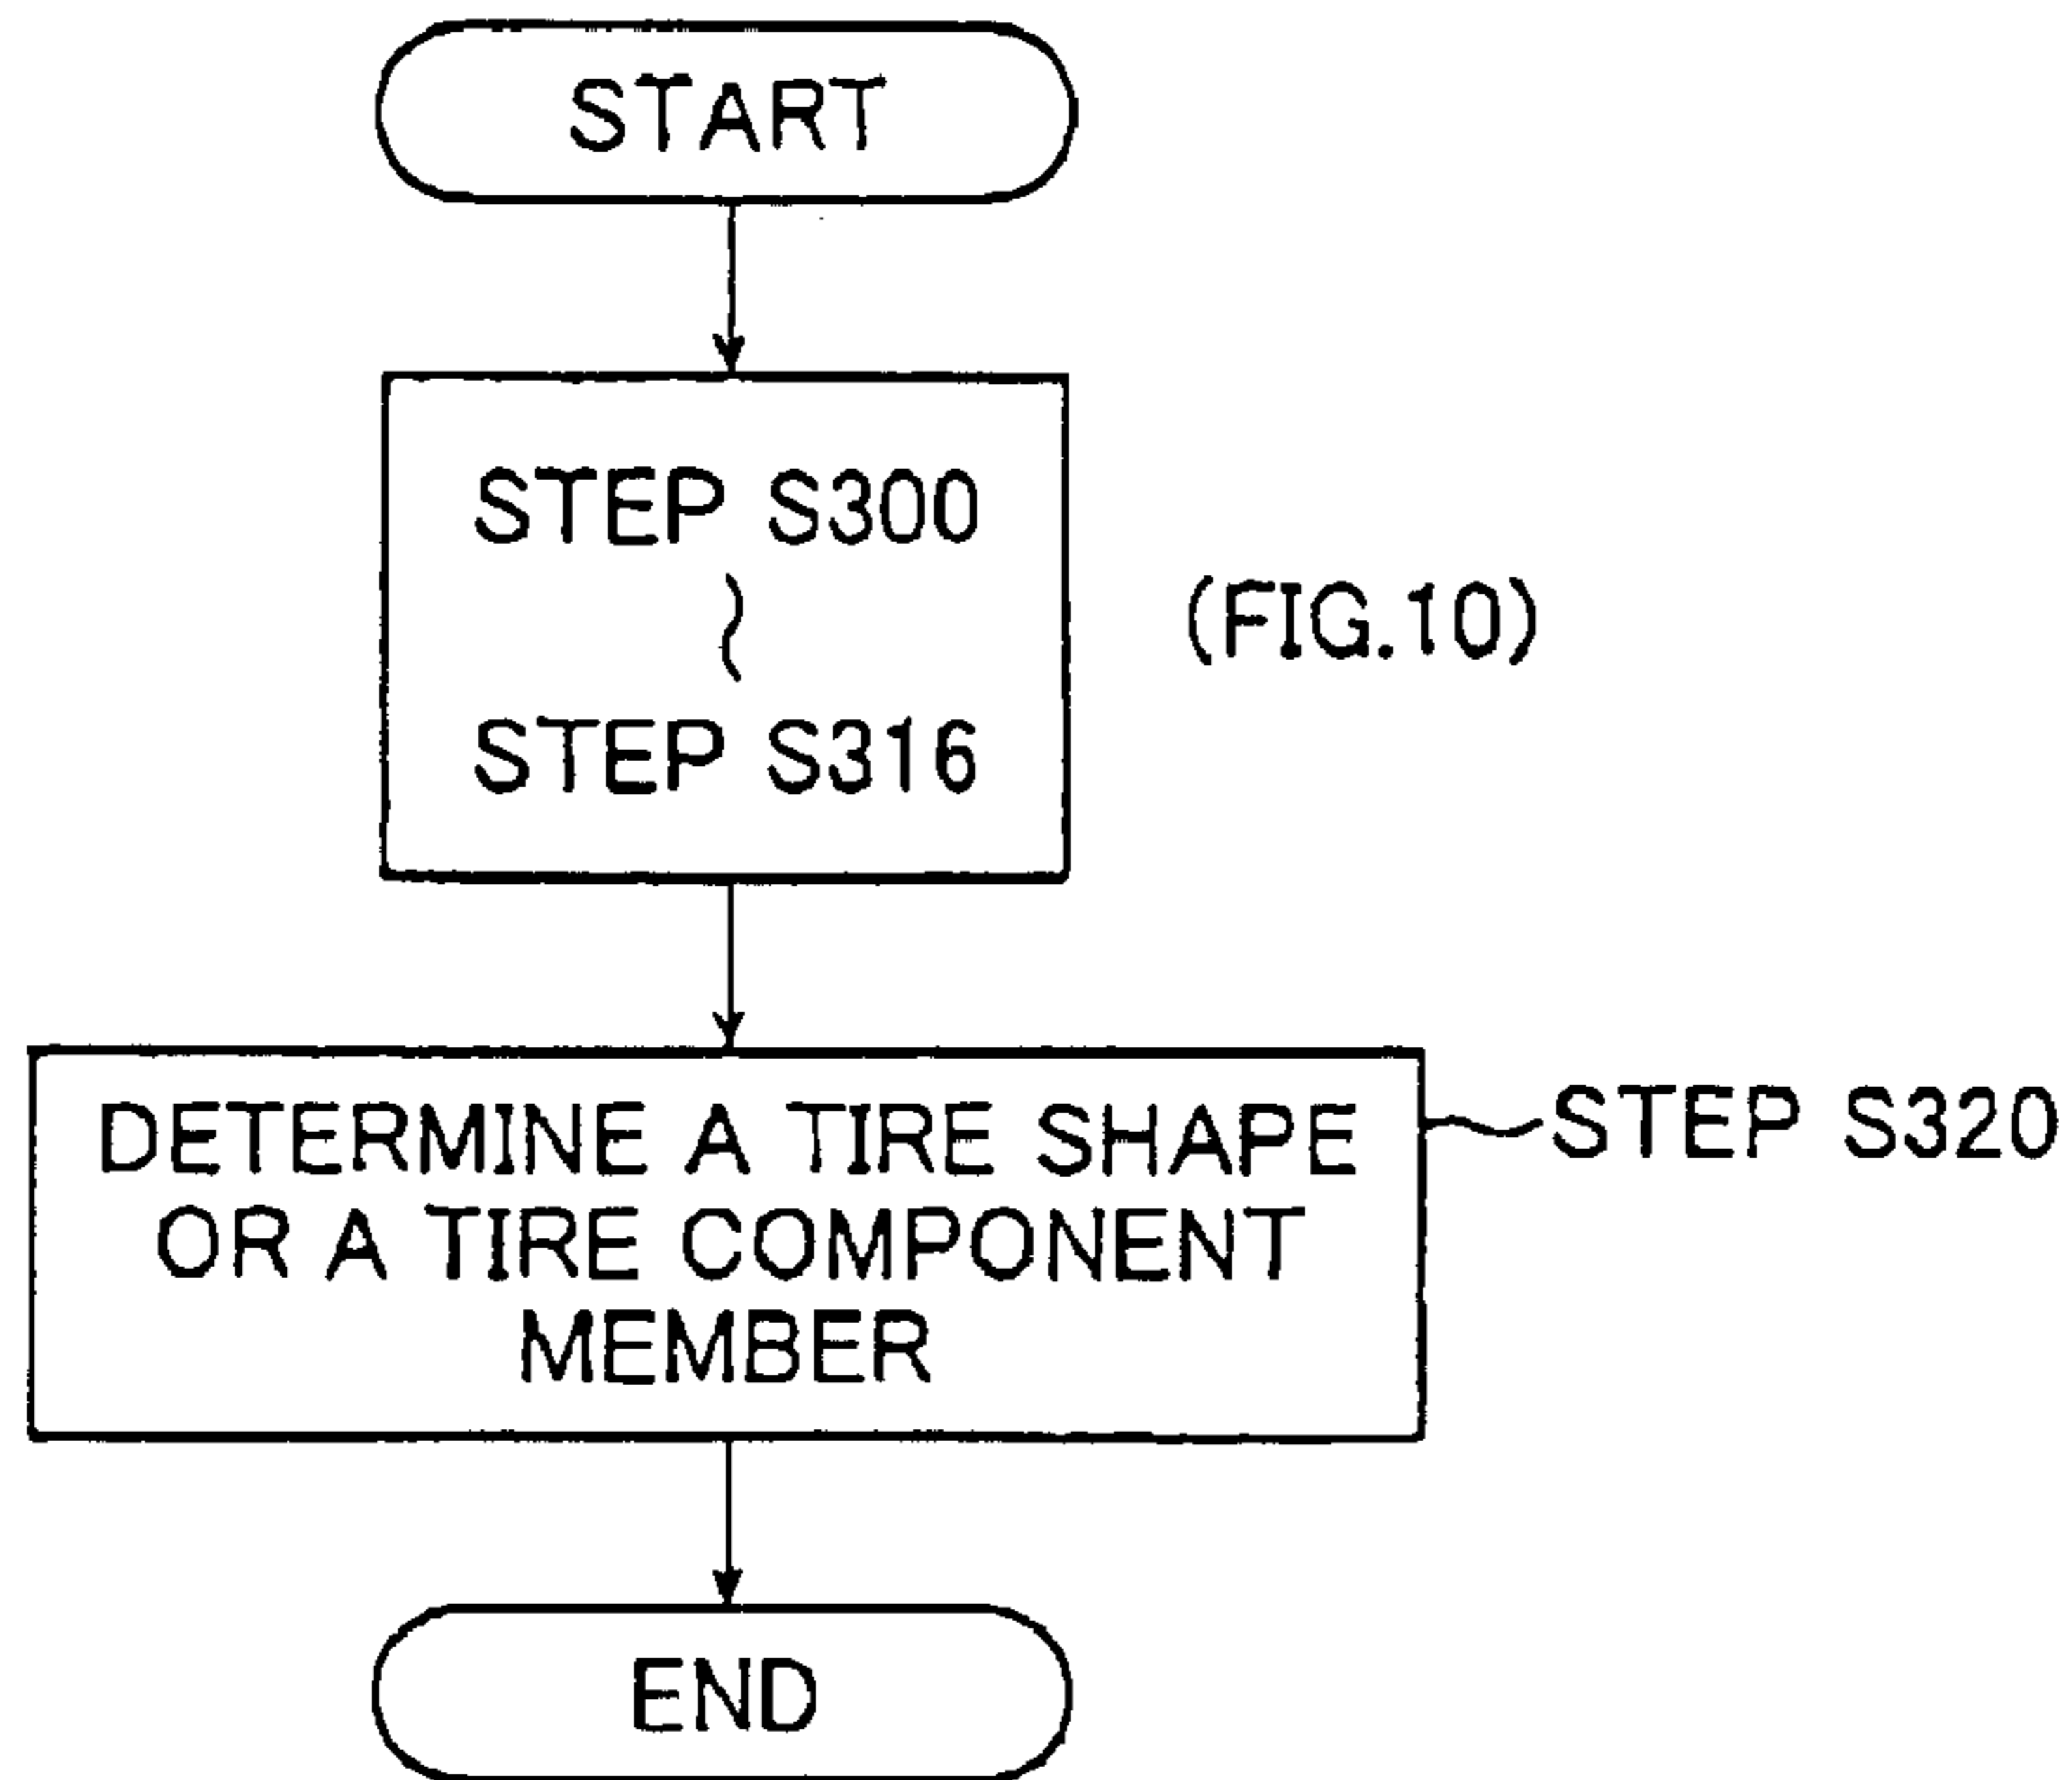 START
STEP S300
~
STEP S316
(FIG.10)
DETERMINE A TIRE SHAPE
OR A TIRE COMPONENT
MEMBER
STEP S320
END